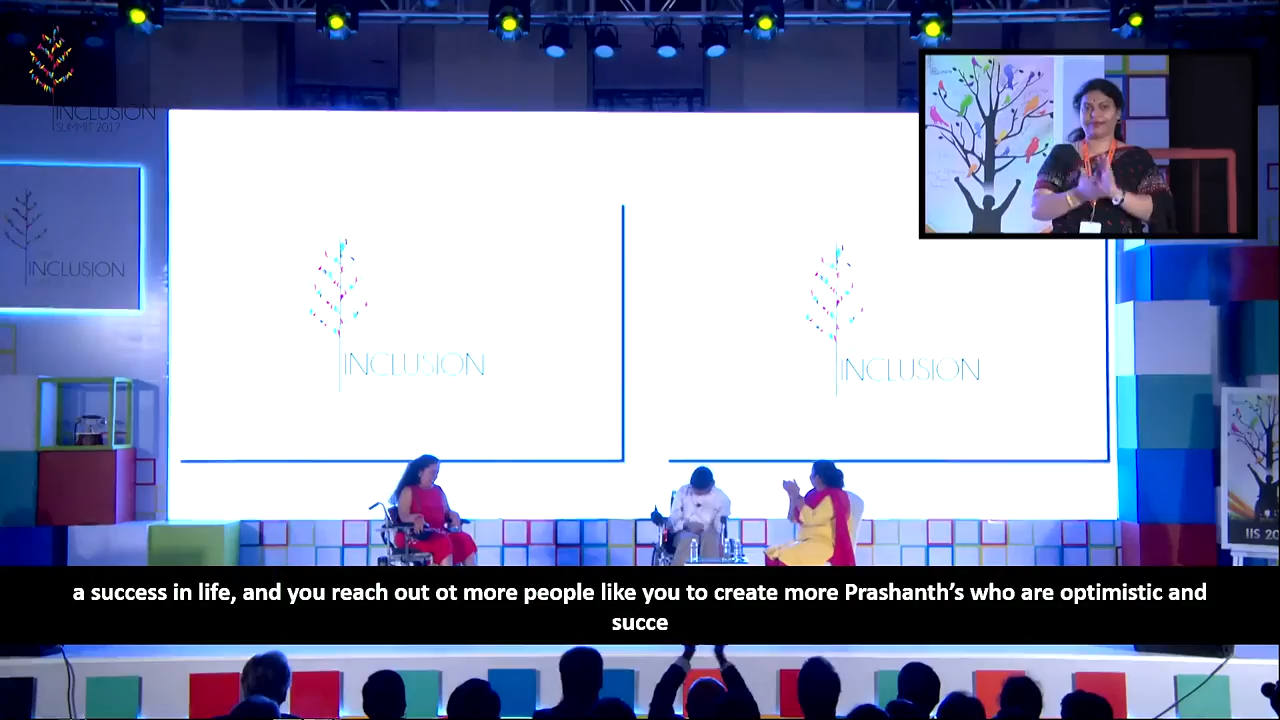 INCLUSION
SUMMIT 2017
INCLUSION
INCLUSION
INCLUSION
IIS 20
a success in life, and you reach out ot more people like you to create more Prashanth’s who are optimistic and
succe